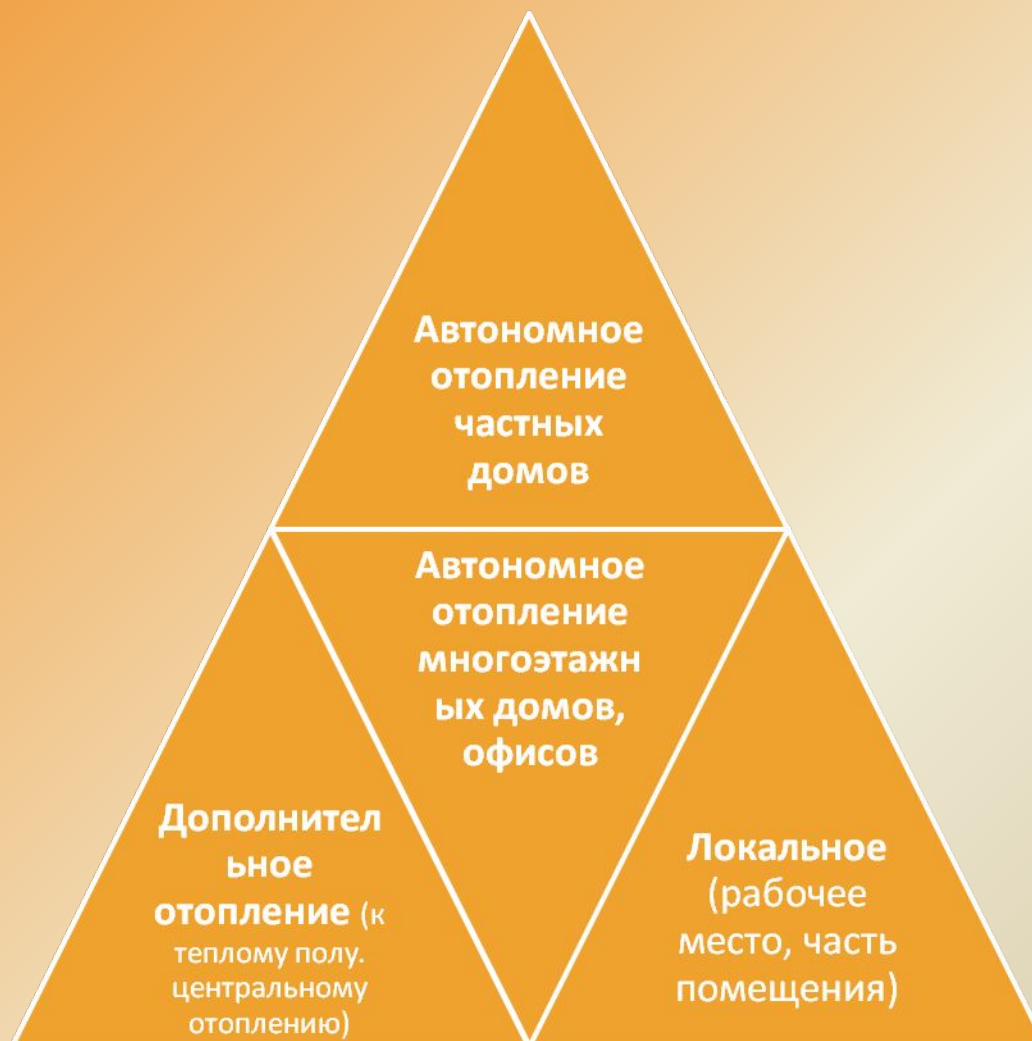 Автономное
отопление
частных
домов
Автономное
отопление
многоэтажн
ых домов,
офисов
Дополнител
ьное
отопление (к
теплому полу.
центральному
отоплению)
Локальное
(рабочее
место, часть
помещения)